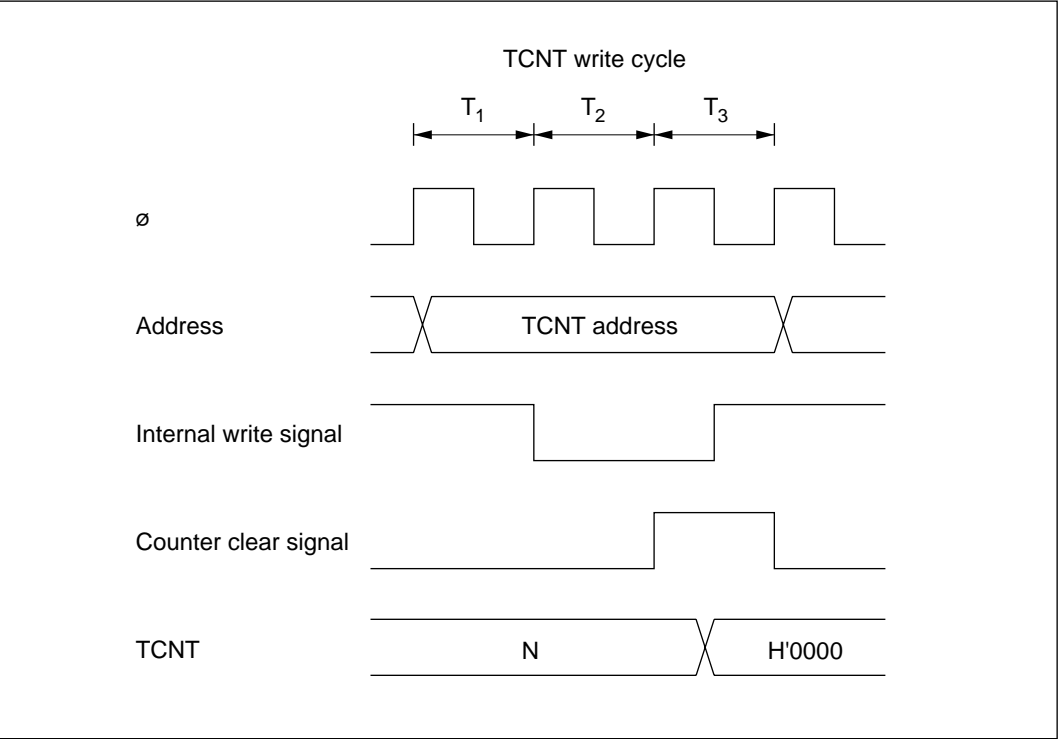 TCNT write cycle
T1 T2 T3
ø
Address
TCNT address
Internal write signal
Counter clear signal
TCNT
N
H'0000